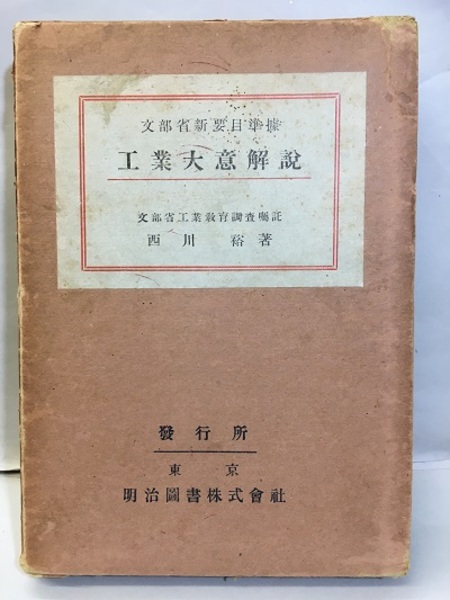 文部省新要目準據
工業大意解說
文部省工業敎育調査囑託
西川裕著
發行所
東京
明治圖書株式會社